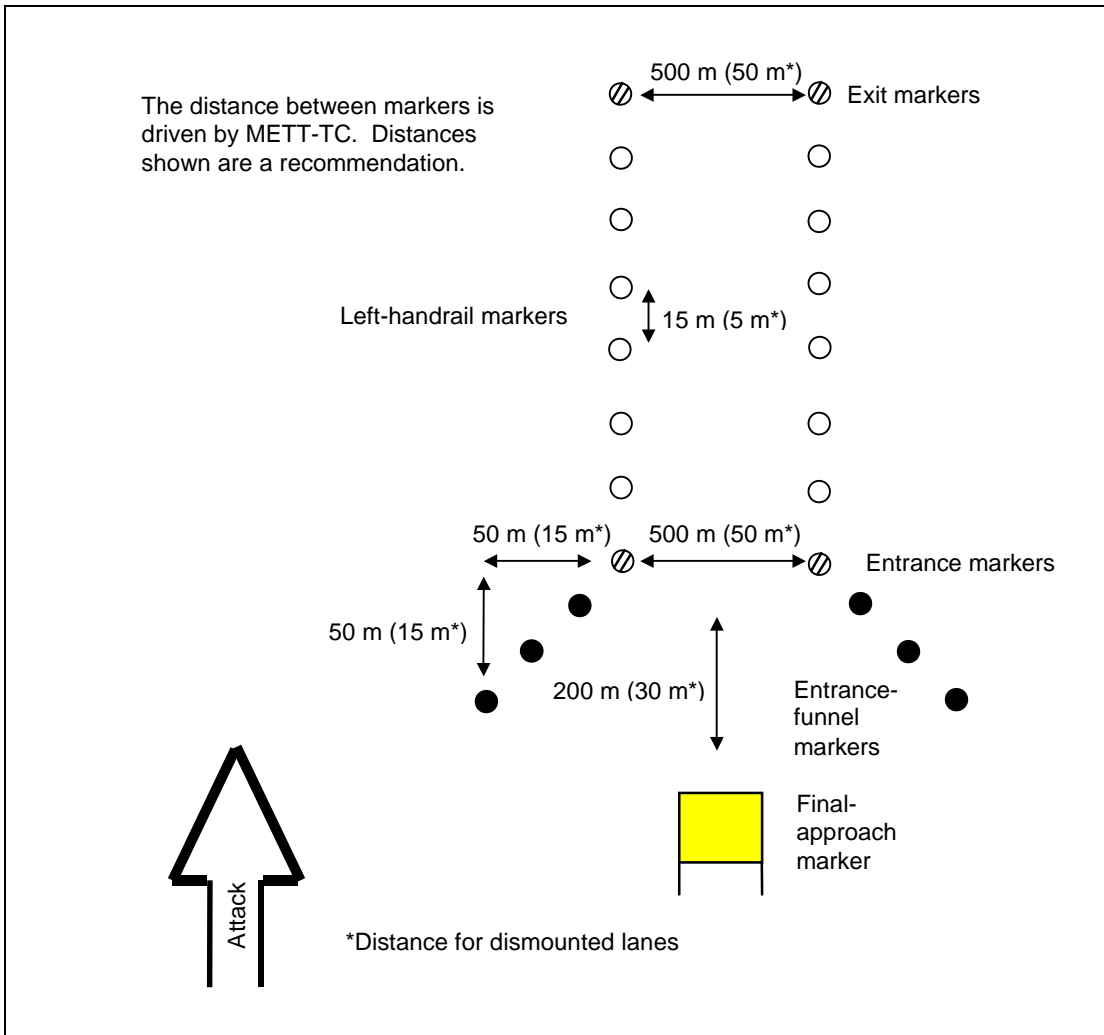 500 m (50 m*)
Exit markers
The distance between markers is
driven by METT-TC.  Distances
shown are a recommendation.
Left-handrail markers
15 m (5 m*)
50 m (15 m*)
500 m (50 m*)
Entrance markers
50 m (15 m*)
200 m (30 m*)
Entrance-
funnel
markers
Final-
approach
marker
Attack
*Distance for dismounted lanes